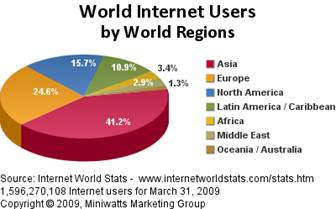 World Internet Users
by World Regions
15.7%
10.9%
3.4%
2.9%
1.3%
24.6%
41.2%
Asia
Europe
North America
Latin America / Caribbean
Africa
Middle East
Oceania / Australia
Source: Internet World Stats - www.internetworldstats.com/stats.htm
1,596,270,108 Internet users for March 31, 2009
Copyright © 2009, Miniwatts Marketing Group